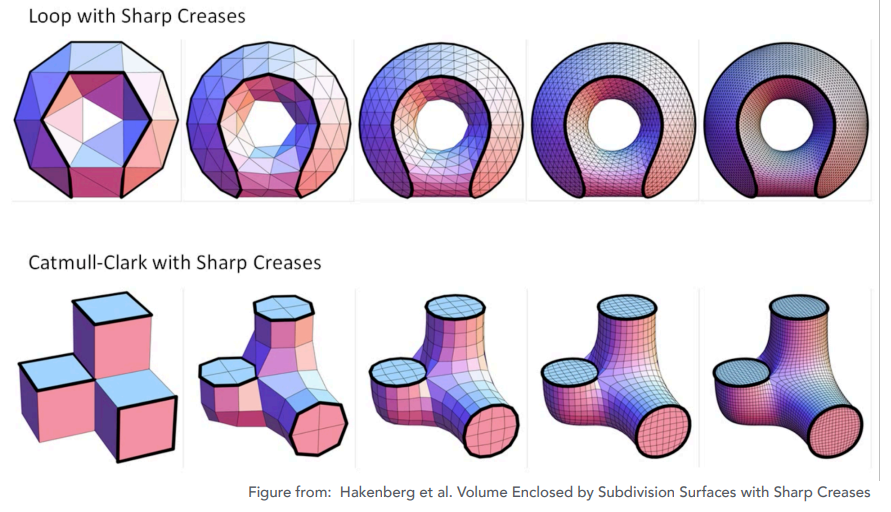 Loop with Sharp Creases
Catmull-Clark with Sharp Creases
Figure from: Hakenberg et al. Volume Enclosed by Subdivision Surfaces with Sharp Creases